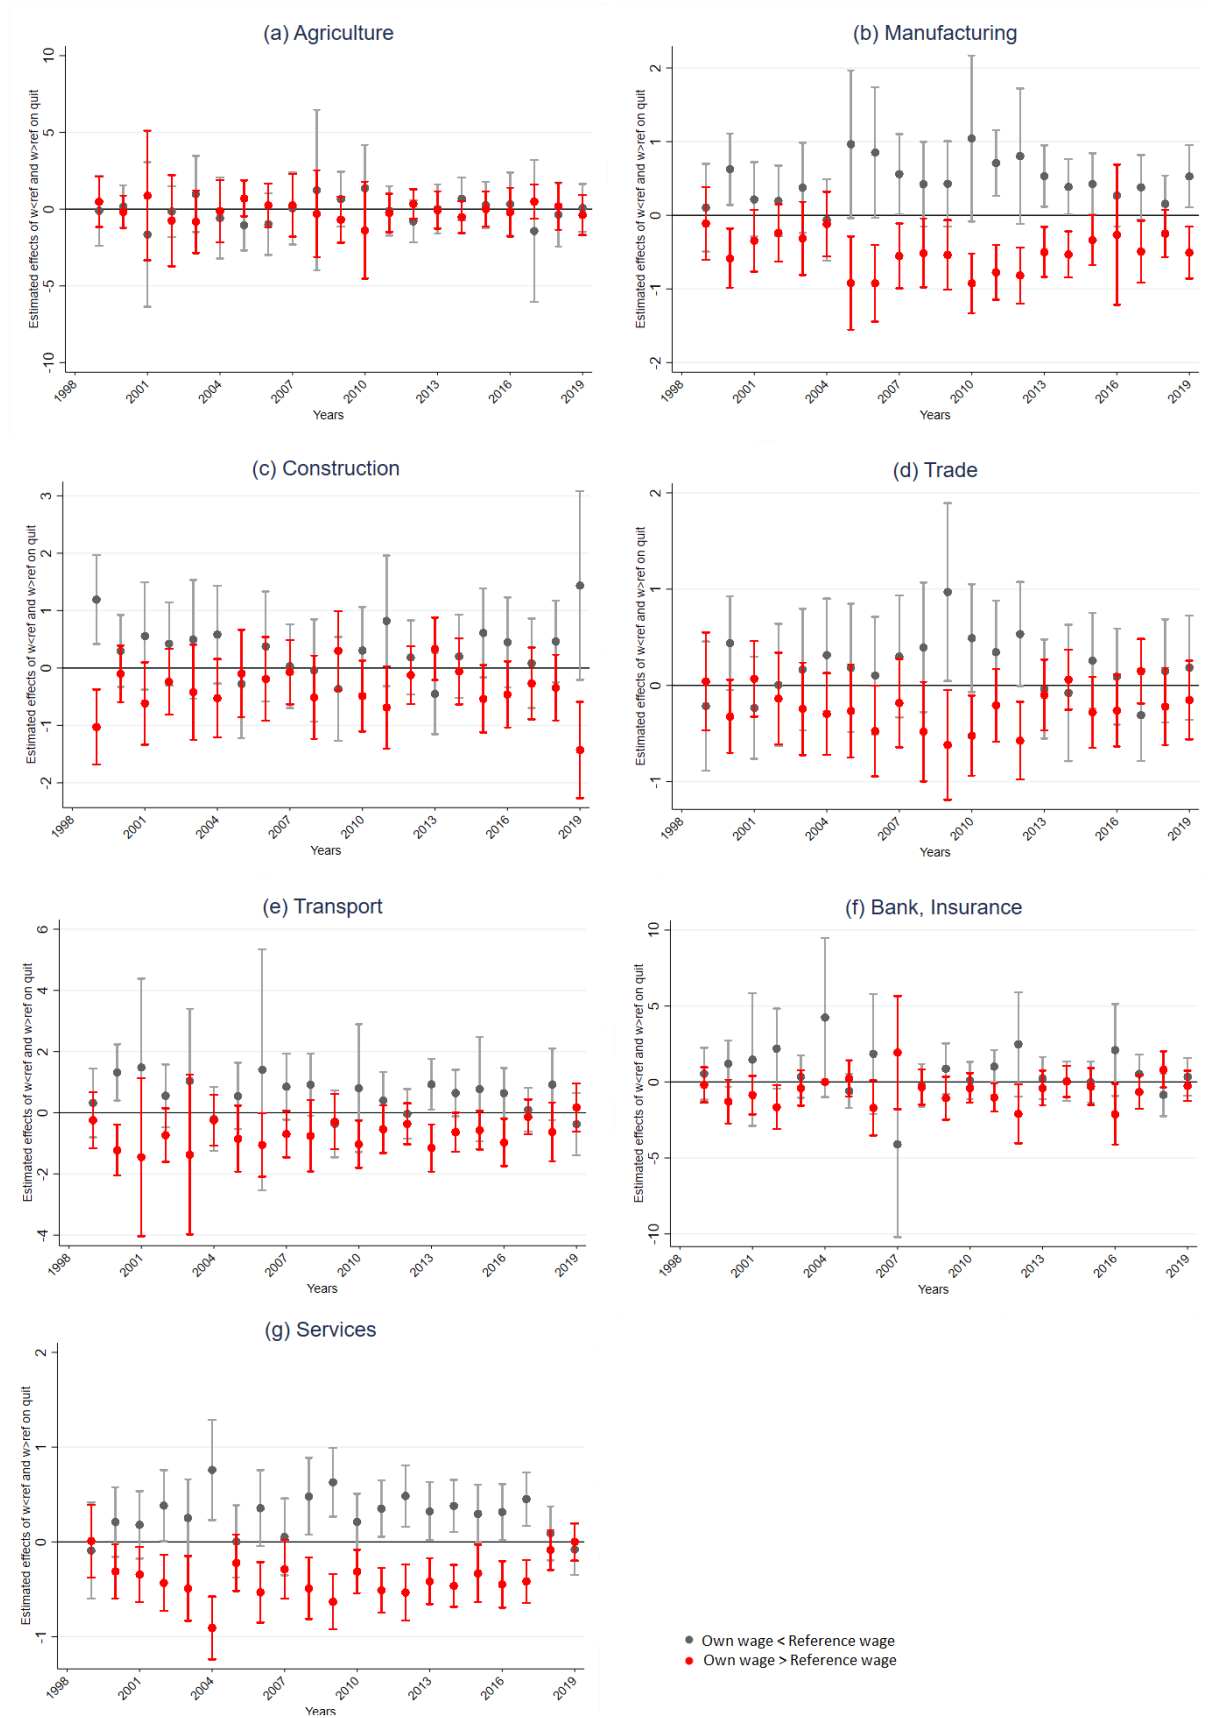 (a) Agriculture
Estimated effects of w<ref and w>ref on quit
10
5
0
-5
-10
1998 2001 2004 2007 2010 2013 2016 2019
Years
(b) Manufacturing
Estimated effects of w<ref and w>ref on quit
2
1
0
-1
-2
1998 2001 2004 2007 2010 2013 2016 2019
Years
(c) Construction
Estimated effects of w<ref and w>ref on quit
3
2
1
0
-1
-2
1998 2001 2004 2007 2010 2013 2016 2019
Years
(d) Trade
Estimated effects of w<ref and w>ref on quit
2
1
0
-1
1998 2001 2004 2007 2010 2013 2016 2019
Years
(e) Transport
Estimated effects of w<ref and w>ref on quit
6
4
2
0
-2
-4
1998 2001 2004 2007 2010 2013 2016 2019
Years
(f) Bank, Insurance
Estimated effects of w<ref and w>ref on quit
10
5
0
-5
-10
1998 2001 2004 2007 2010 2013 2016 2019
Years
(g) Services
Estimated effects of w<ref and w>ref on quit
2
1
0
-1
1998 2001 2004 2007 2010 2013 2016 2019
Years
Own wage < Reference wage
Own wage > Reference wage